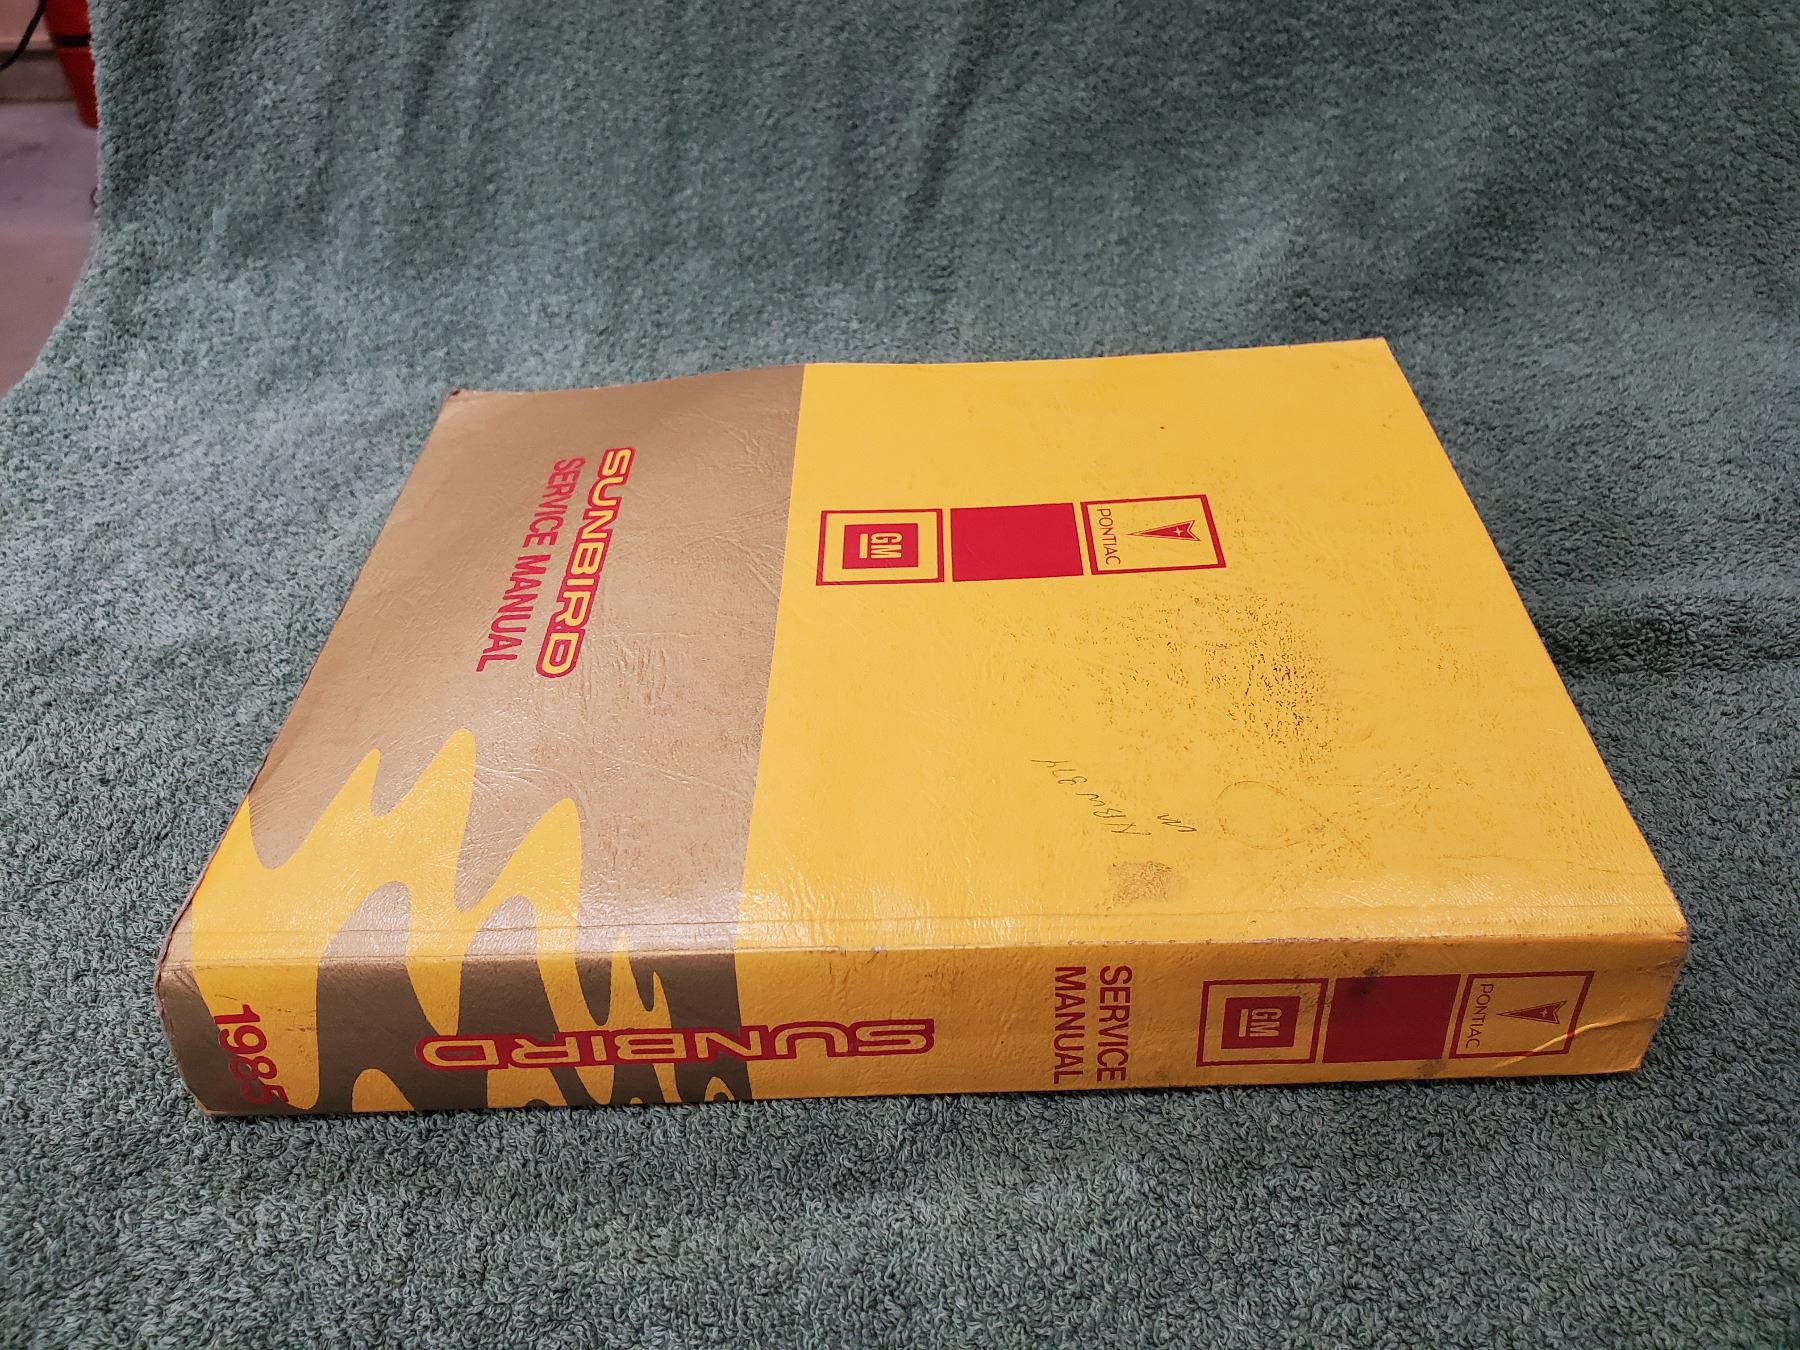 SUNBIRD
SERVICE MANUAL
GM
PONTIAC
1985
SUNBIRD
SERVICE
MANUAL
GM
PONTIAC